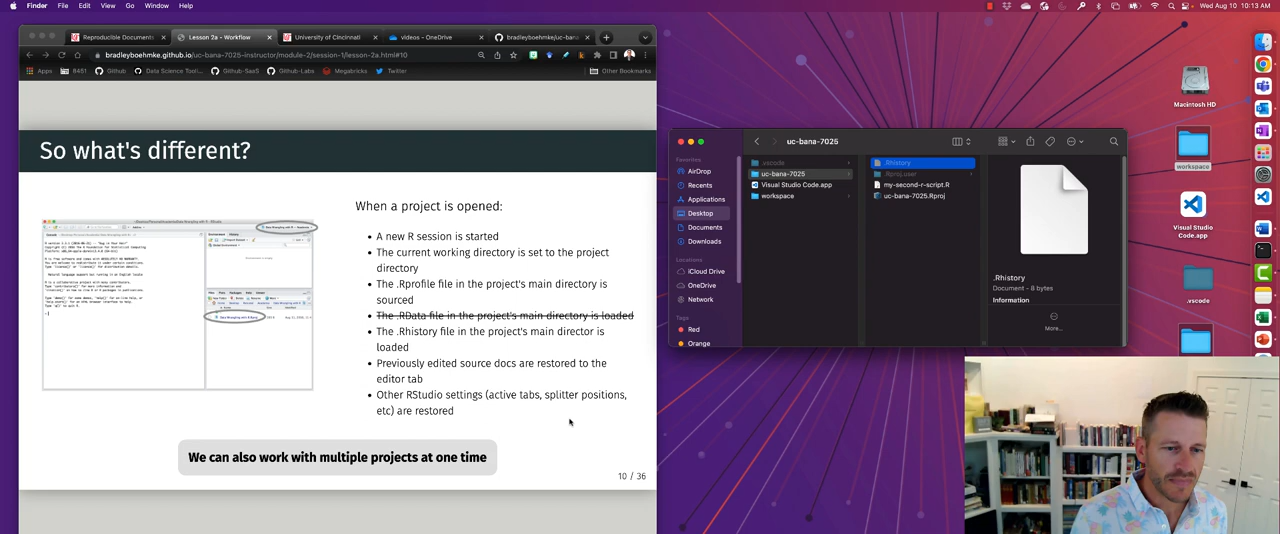 Finder File Edit View Go Window Help
Wed Aug 10 10:13 AM
Reproducible Documents
Lesson 2a - Workflow
University of Cincinnati
videos - OneDrive
bradleyboehmke/uc-bana
bradleyboehmke.github.io/uc-bana-7025-instructor/module-2/session-1/lesson-2a.html#10
Apps 8451 Github Data Science Tool... Github-SaaS Github-Labs Megabricks Twitter Other Bookmarks
So what's different?
When a project is opened:
A new R session is started
The current working directory is set to the project
directory
The .Rprofile file in the project's main directory is
sourced
The .RData file in the project's main directory is loaded
The .Rhistory file in the project's main director is
loaded
Previously edited source docs are restored to the
editor tab
Other RStudio settings (active tabs, splitter positions,
etc) are restored
We can also work with multiple projects at one time
10 / 36
uc-bana-7025
Favorites
AirDrop
Recents
Applications
Desktop
Documents
Downloads
Locations
iCloud Drive
OneDrive
Network
Tags
Red
Orange
.vscode
uc-bana-7025
Visual Studio Code.app
workspace
.Rhistory
.Rproj.user
my-second-r-script.R
uc-bana-7025.Rproj
.Rhistory
Document - 8 bytes
Information
More...
Macintosh HD
workspace
Visual Studio
Code.app
.vscode